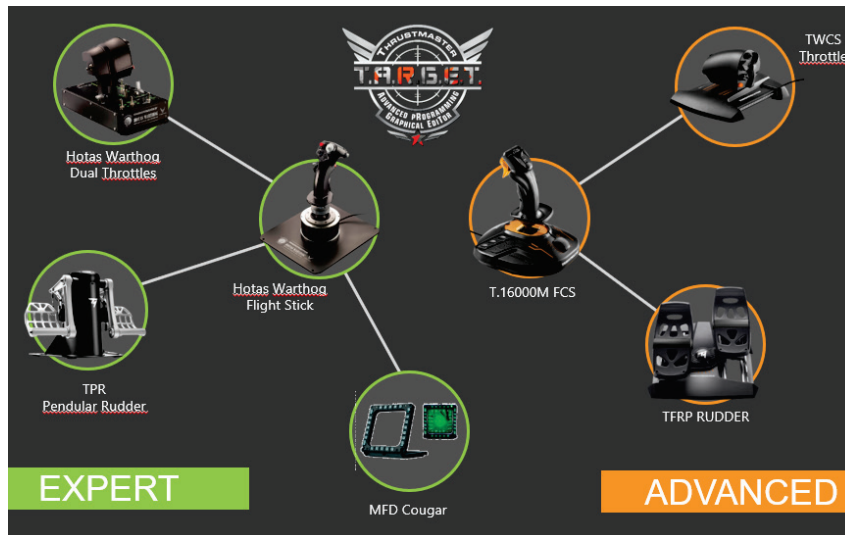 THRUSTMASTER
T.A.R.G.E.T.
ADVANCED PROGRAMMING
GRAPHICAL EDITOR
TWCS
Throttle
Hotas Warthog
Dual Throttles
Hotas Warthog
Flight Stick
T.16000M FCS
TPR
Pendular Rudder
TFRP RUDDER
MFD Cougar
EXPERT
ADVANCED